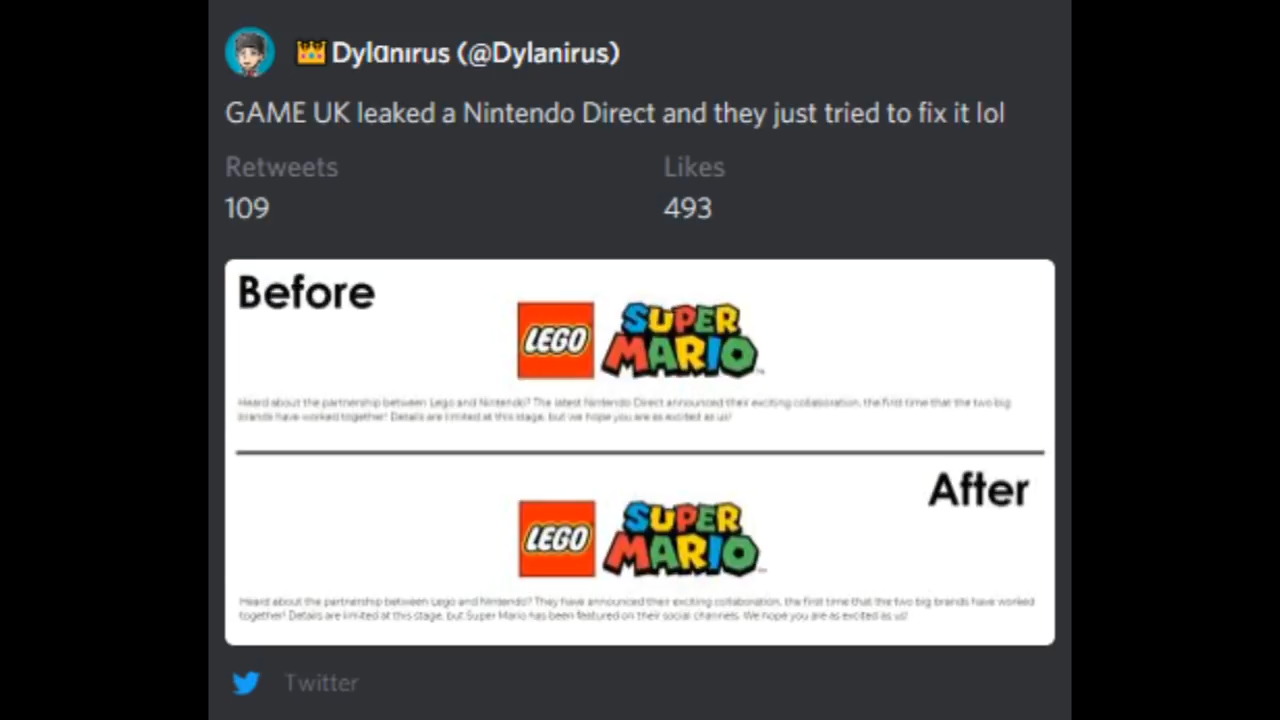 👑 Dylɑnırus (@Dylanirus)
GAME UK leaked a Nintendo Direct and they just tried to fix it lol
Retweets Likes
109 493
Before
LEGO SUPER MARIO™
Heard about the partnership between Lego and Nintendo? The latest Nintendo Direct announced their exciting collaboration, the first time that the two big
brands have worked together! Details are limited at this stage, but we hope you are as excited as us!
After
LEGO SUPER MARIO™
Heard about the partnership between Lego and Nintendo? They have announced their exciting collaboration, the first time that the two big brands have worked
together! Details are limited at this stage, but Super Mario has been featured on their social channels. We hope you are as excited as us!
Twitter